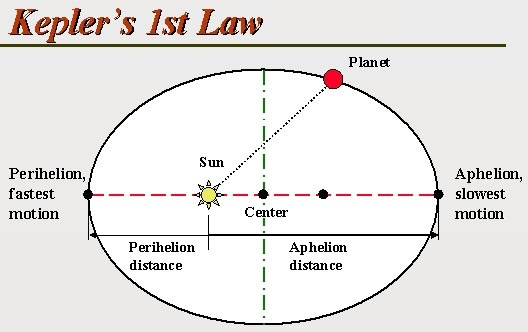 Kepler's 1st Law
Planet
Sun
Perihelion,
fastest
motion
Aphelion,
slowest
motion
Center
Perihelion
distance
Aphelion
distance